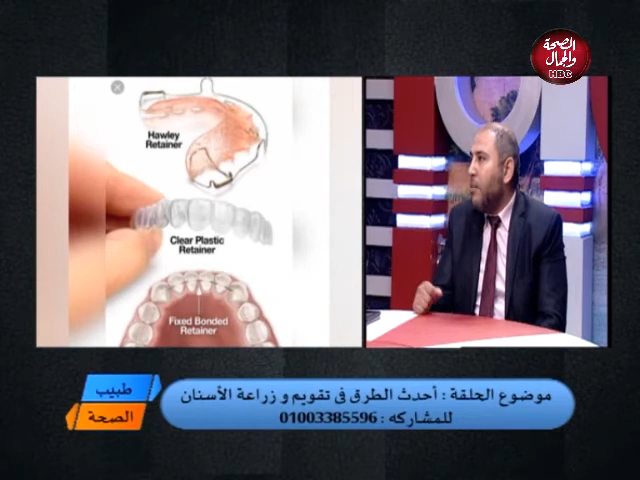 الصحة
والجمال
HBC
Hawley
Retainer
Clear Plastic
Retainer
Fixed Bonded
Retainer
طبيب
الصحة
موضوع الحلقة : أحدث الطرق فى تقويم و زراعة الأسنان
للمشاركه : 01003385596